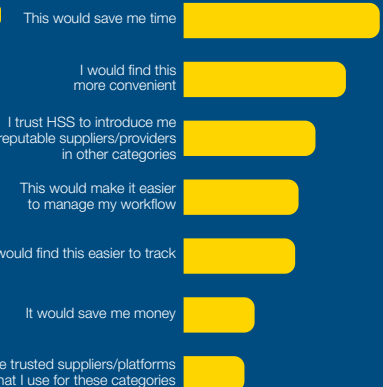 This would save me time
I would find this
more convenient
I trust HSS to introduce me
reputable suppliers/providers
in other categories
This would make it easier
to manage my workflow
would find this easier to track
It would save me money
trusted suppliers/platforms
that I use for these categories